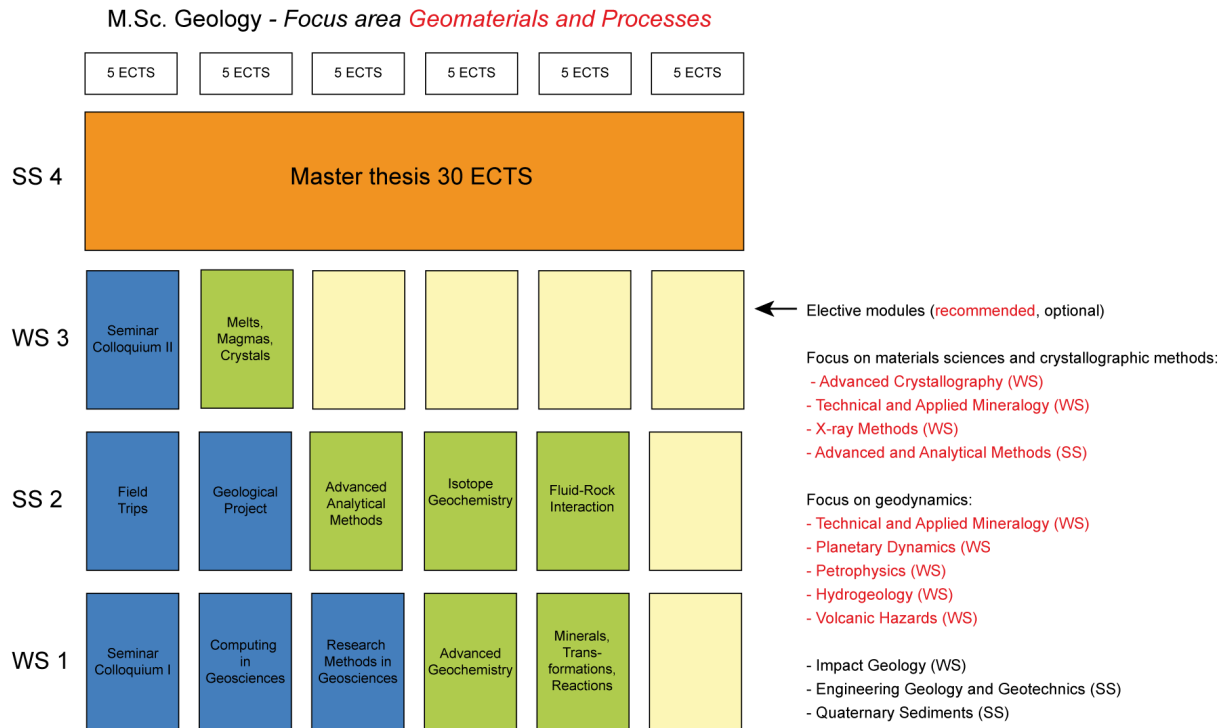 M.Sc. Geology - Focus area Geomaterials and Processes
5 ECTS
5 ECTS
5 ECTS
5 ECTS
5 ECTS
5 ECTS
SS 4
Master thesis 30 ECTS
WS 3
Seminar
Colloquium II
Melts,
Magmas,
Crystals
SS 2
Field
Trips
Geological
Project
Advanced
Analytical
Methods
Isotope
Geochemistry
Fluid-Rock
Interaction
WS 1
Seminar
Colloquium I
Computing
in
Geosciences
Research
Methods in
Geosciences
Advanced
Geochemistry
Minerals,
Trans-
formations,
Reactions
Elective modules (recommended, optional)
Focus on materials sciences and crystallographic methods:
- Advanced Crystallography (WS)
- Technical and Applied Mineralogy (WS)
- X-ray Methods (WS)
- Advanced and Analytical Methods (SS)
Focus on geodynamics:
- Technical and Applied Mineralogy (WS)
- Planetary Dynamics (WS
- Petrophysics (WS)
- Hydrogeology (WS)
- Volcanic Hazards (WS)
- Impact Geology (WS)
- Engineering Geology and Geotechnics (SS)
- Quaternary Sediments (SS)